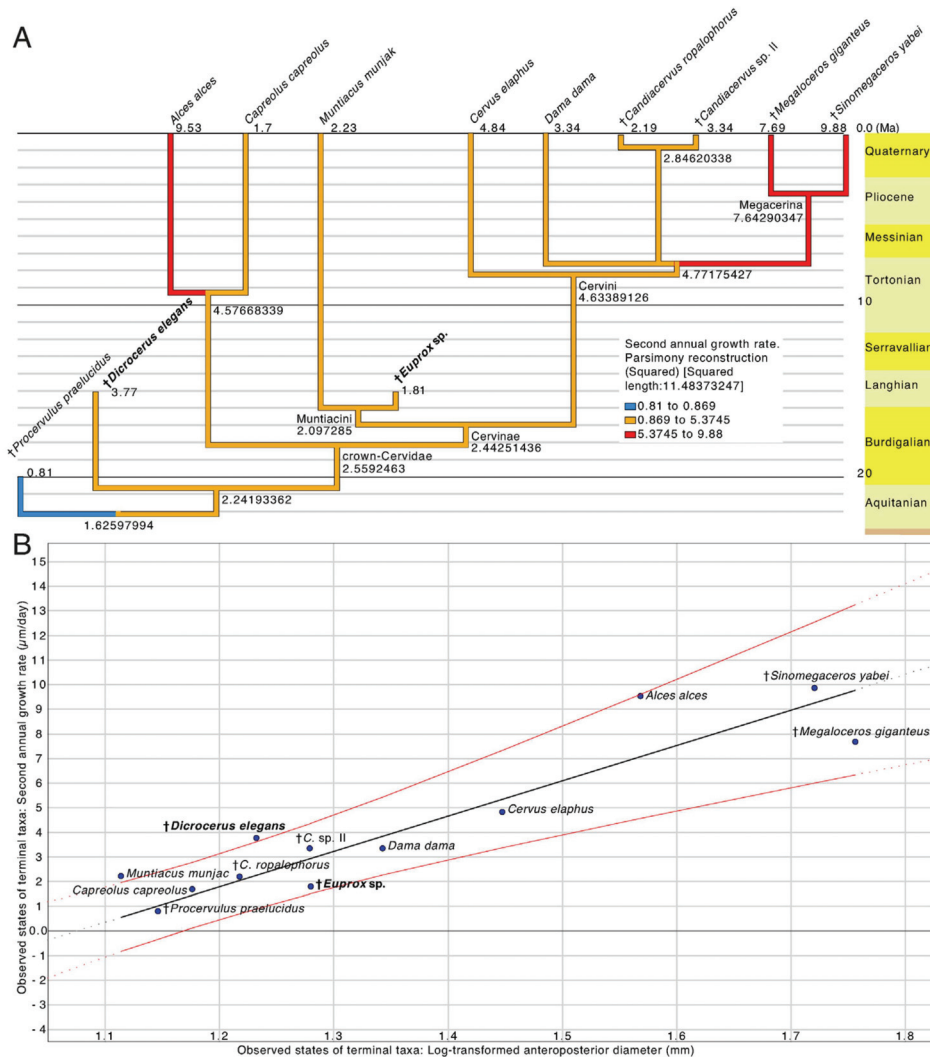 A
Alces alces
Capreolus capreolus
Muntiacus munjak
Cervus elaphus
Dama dama
†Candiacervus ropalophorus
†Candiacervus sp. II
†Megaloceros giganteus
†Sinomegaceros yabei
9.53 1.7 2.23 4.84 3.34 2.19 3.34 7.69 9.88 0.0 (Ma)
Quaternary
2.84620338
Pliocene
Megacerina
7.64290347
Messinian
4.77175427
Tortonian
Cervini
4.63389126
10
4.57668339
†Procervulus praelucidus
†Dicrocerus elegans
†Euprox sp.
Serravallian
Second annual growth rate.
Parsimony reconstruction
(Squared) [Squared
length:11.48373247]
0.81 to 0.869
0.869 to 5.3745
5.3745 to 9.88
3.77
1.81
Langhian
Muntiacini
2.097285
Burdigalian
Cervinae
2.44251436
crown-Cervidae
2.5592463
0.81
20
2.24193362
Aquitanian
1.62597994
B
15
14
13
12
11
10
9
8
7
6
5
4
3
2
1
0.0
- 1
- 2
- 3
- 4
Observed states of terminal taxa: Second annual growth rate (µm/day)
†Sinomegaceros yabei
Alces alces
†Megaloceros giganteus
Cervus elaphus
†Dicrocerus elegans
†C. sp. II
Dama dama
†C. ropalophorus
Muntiacus munjac
Capreolus capreolus
†Euprox sp.
†Procervulus praelucidus
1.1 1.2 1.3 1.4 1.5 1.6 1.7 1.8
Observed states of terminal taxa: Log-transformed anteroposterior diameter (mm)